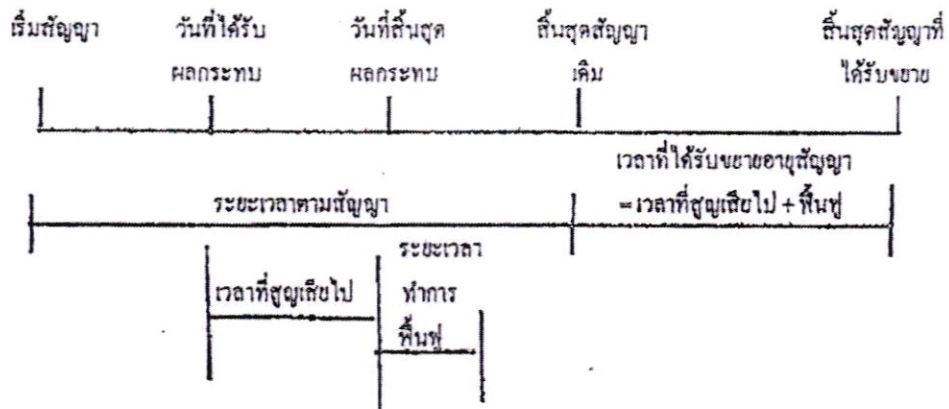 เริ่มสัญญา วันที่ได้รับ วันที่สิ้นสุด สิ้นสุดสัญญา สิ้นสุดสัญญาที่
ผลกระทบ ผลกระทบ เดิม ได้รับขยาย
เวลาที่ได้รับขยายอายุสัญญา
ระยะเวลาตามสัญญา = เวลาที่สูญเสียไป + ฟื้นฟู
ระยะเวลา
เวลาที่สูญเสียไป ทำการ
ฟื้นฟู